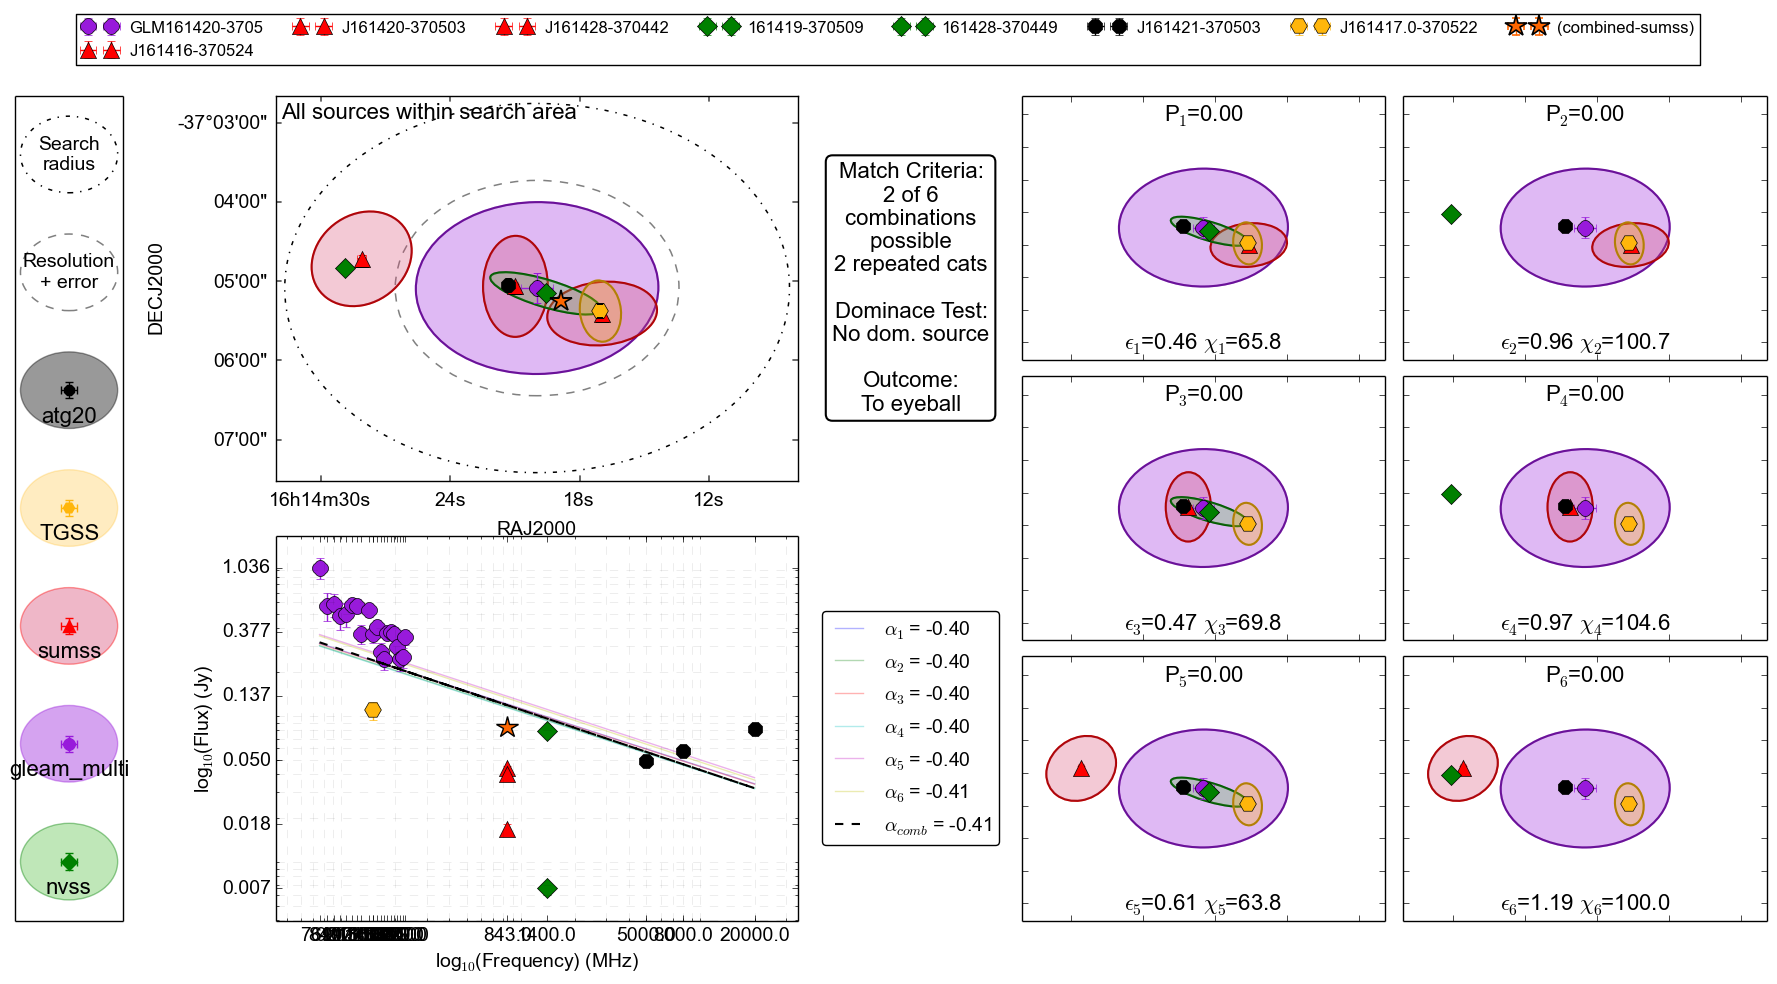 GLM161420-3705
J161420-370503
J161428-370442
161419-370509
161428-370449
J161421-370503
J161417.0-370522
(combined-sumss)
J161416-370524
Search
radius
Resolution
+ error
atg20
TGSS
sumss
gleam_multi
nvss
All sources within search area
DECJ2000
-37°03'00"
04'00"
05'00"
06'00"
07'00"
16h14m30s
24s
18s
12s
RAJ2000
Match Criteria:
2 of 6
combinations
possible
2 repeated cats
Dominace Test:
No dom. source
Outcome:
To eyeball
log10(Flux) (Jy)
1.036
0.377
0.137
0.050
0.018
0.007
843.0
1400.0
5000.0
8000.0
20000.0
log10(Frequency) (MHz)
α1 = -0.40
α2 = -0.40
α3 = -0.40
α4 = -0.40
α5 = -0.40
α6 = -0.41
αcomb = -0.41
P1=0.00
ϵ1=0.46 χ1=65.8
P2=0.00
ϵ2=0.96 χ2=100.7
P3=0.00
ϵ3=0.47 χ3=69.8
P4=0.00
ϵ4=0.97 χ4=104.6
P5=0.00
ϵ5=0.61 χ5=63.8
P6=0.00
ϵ6=1.19 χ6=100.0